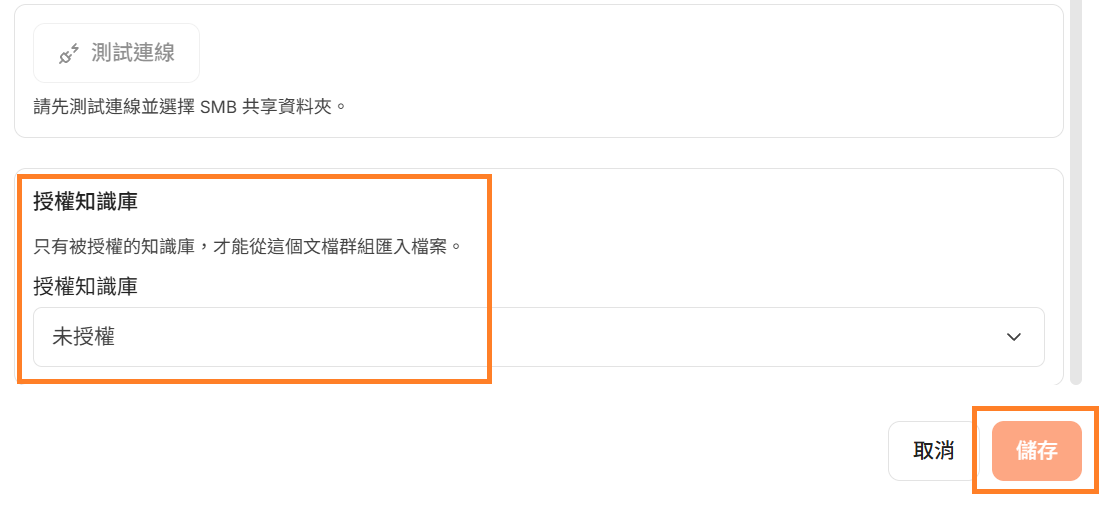 測試連線
請先測試連線並選擇 SMB 共享資料夾。
授權知識庫
只有被授權的知識庫，才能從這個文檔群組匯入檔案。
授權知識庫
未授權
取消
儲存